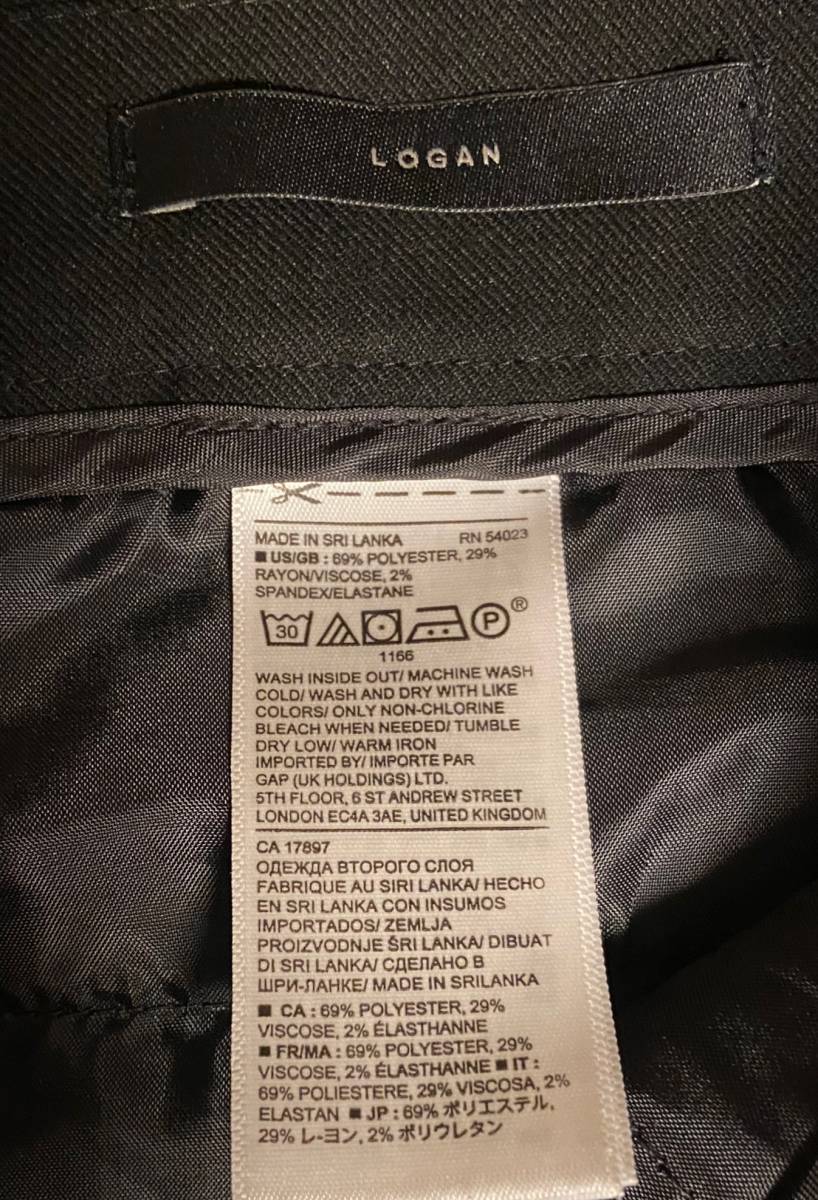 LOGAN
MADE IN SRI LANKA RN 54023
■ US/GB : 69% POLYESTER, 29%
RAYON/VISCOSE, 2%
SPANDEX/ELASTANE
30 P ®
1166
WASH INSIDE OUT/ MACHINE WASH
COLD/ WASH AND DRY WITH LIKE
COLORS/ ONLY NON-CHLORINE
BLEACH WHEN NEEDED/ TUMBLE
DRY LOW/ WARM IRON
IMPORTED BY/ IMPORTE PAR
GAP (UK HOLDINGS) LTD.
5TH FLOOR, 6 ST ANDREW STREET
LONDON EC4A 3AE, UNITED KINGDOM
CA 17897
ОДЕЖДА ВТОРОГО СЛОЯ
FABRIQUE AU SIRI LANKA/ HECHO
EN SRI LANKA CON INSUMOS
IMPORTADOS/ ZEMLJA
PROIZVODNJE ŠRI LANKA/ DIBUAT
DI SRI LANKA/ СДЕЛАНО В
ШРИ-ЛАНКЕ/ MADE IN SRILANKA
■ CA : 69% POLYESTER, 29%
VISCOSE, 2% ÉLASTHANNE
■ FR/MA : 69% POLYESTER, 29%
VISCOSE, 2% ÉLASTHANNE ■ IT :
69% POLIESTERE, 29% VISCOSA, 2%
ELASTAN ■ JP : 69% ポリエステル,
29% レーヨン, 2% ポリウレタン